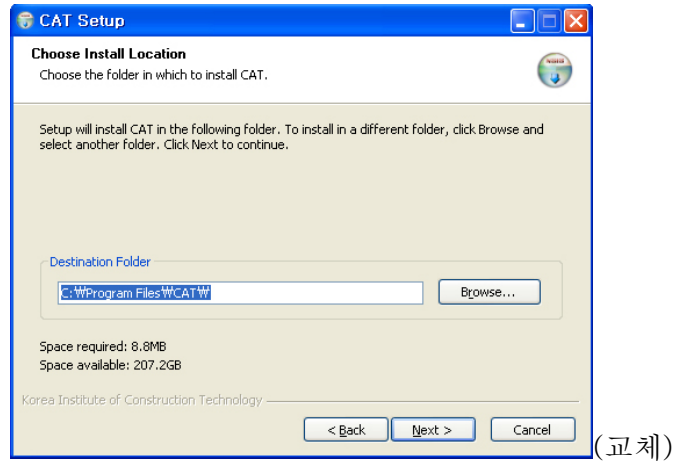 CAT Setup
Choose Install Location
Choose the folder in which to install CAT.
Setup will install CAT in the following folder. To install in a different folder, click Browse and
select another folder. Click Next to continue.
Destination Folder
C:₩Program Files₩CAT₩
Browse...
Space required: 8.8MB
Space available: 207.2GB
Korea Institute of Construction Technology
< Back
Next >
Cancel
(교체)